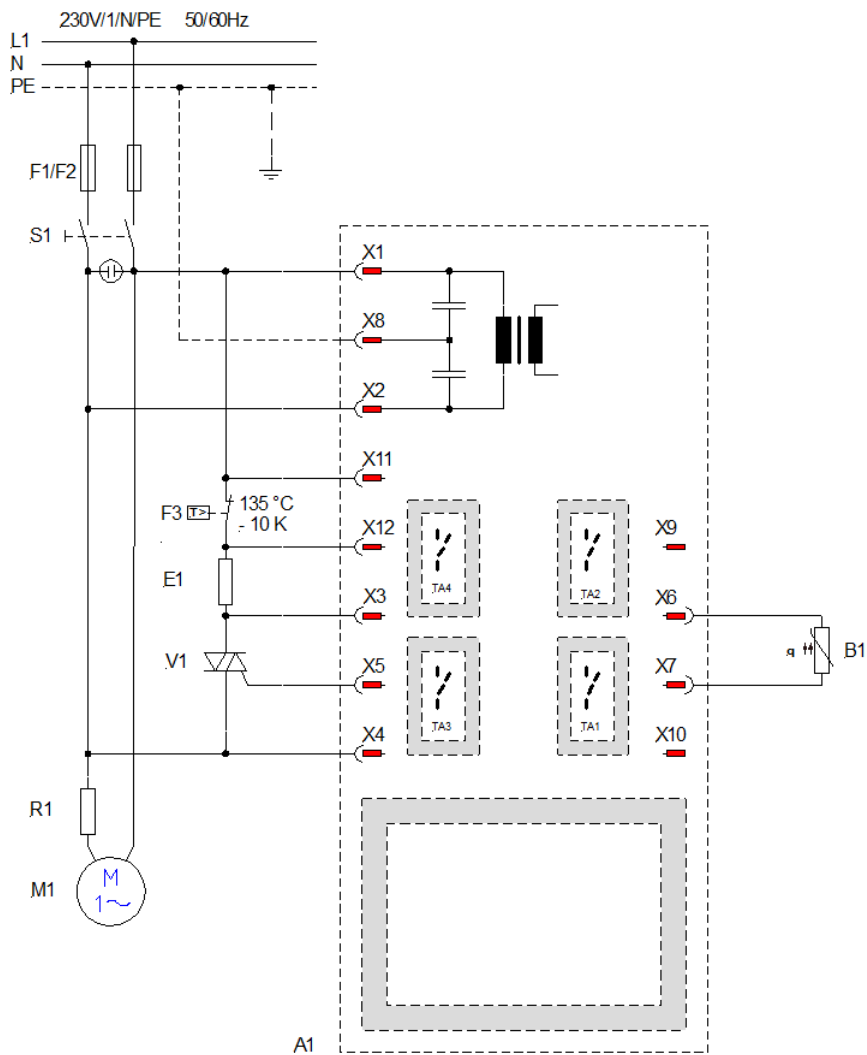 230V/1/N/PE 50/60Hz
L1
N
PE
F1/F2
S1
X1
X8
X2
X11
F3 T> 135 °C
- 10 K
X12
X9
E1
TA4
TA2
X3
X6
V1
X5
X7
B1
TA3
TA1
X4
X10
R1
M1
M
1~
A1